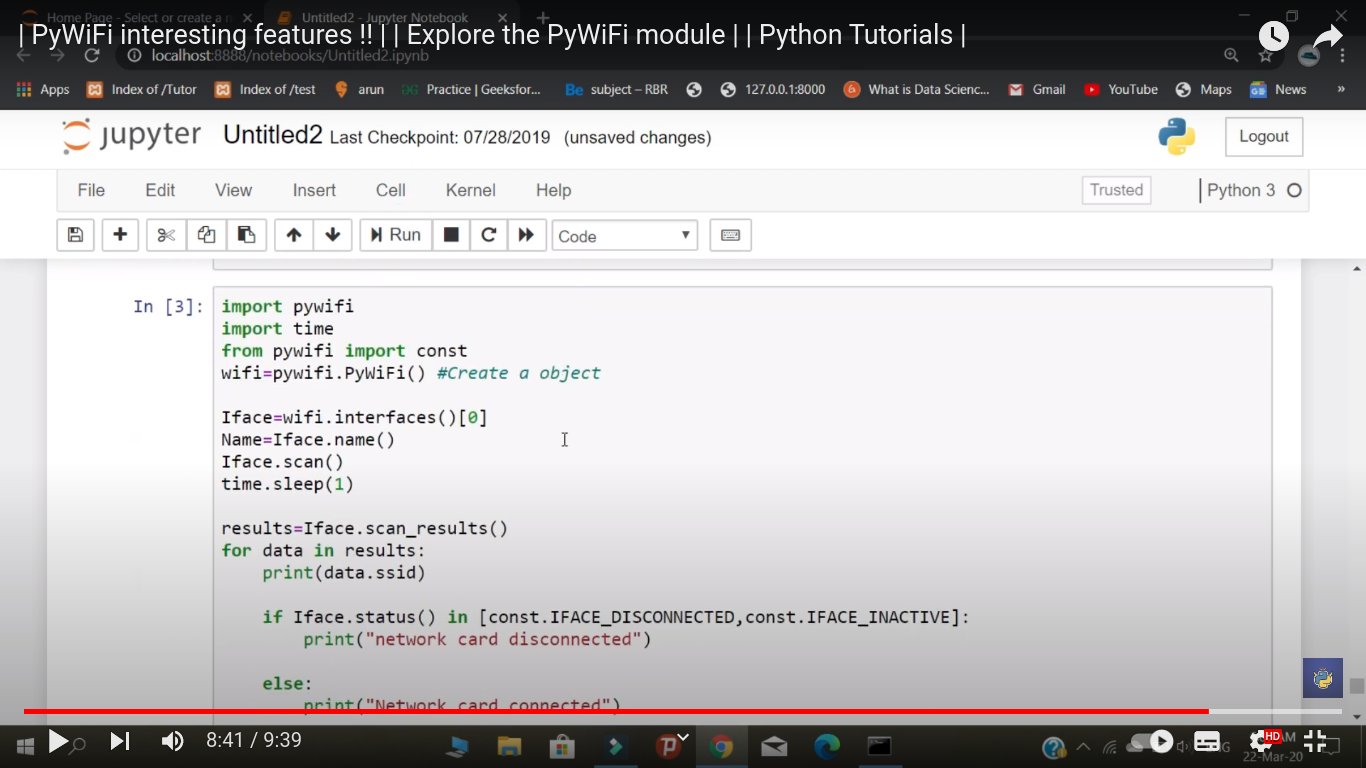 Home Page - Select or create a n
Untitled2 - Jupyter Notebook
| PyWiFi interesting features !! | | Explore the PyWiFi module | | Python Tutorials |
localhost:8888/notebooks/Untitled2.ipynb
Apps Index of /Tutor Index of /test arun Practice | Geeksfor... Be subject – RBR 127.0.0.1:8000 What is Data Scienc... Gmail YouTube Maps News »
jupyter Untitled2 Last Checkpoint: 07/28/2019 (unsaved changes) Logout
File Edit View Insert Cell Kernel Help Trusted Python 3
Run Code
In [3]: import pywifi
import time
from pywifi import const
wifi=pywifi.PyWiFi() #Create a object
Iface=wifi.interfaces()[0]
Name=Iface.name()
Iface.scan()
time.sleep(1)
results=Iface.scan_results()
for data in results:
print(data.ssid)
if Iface.status() in [const.IFACE_DISCONNECTED,const.IFACE_INACTIVE]:
print("network card disconnected")
else:
print("Network card connected")
8:41 / 9:39
HD
22-Mar-20